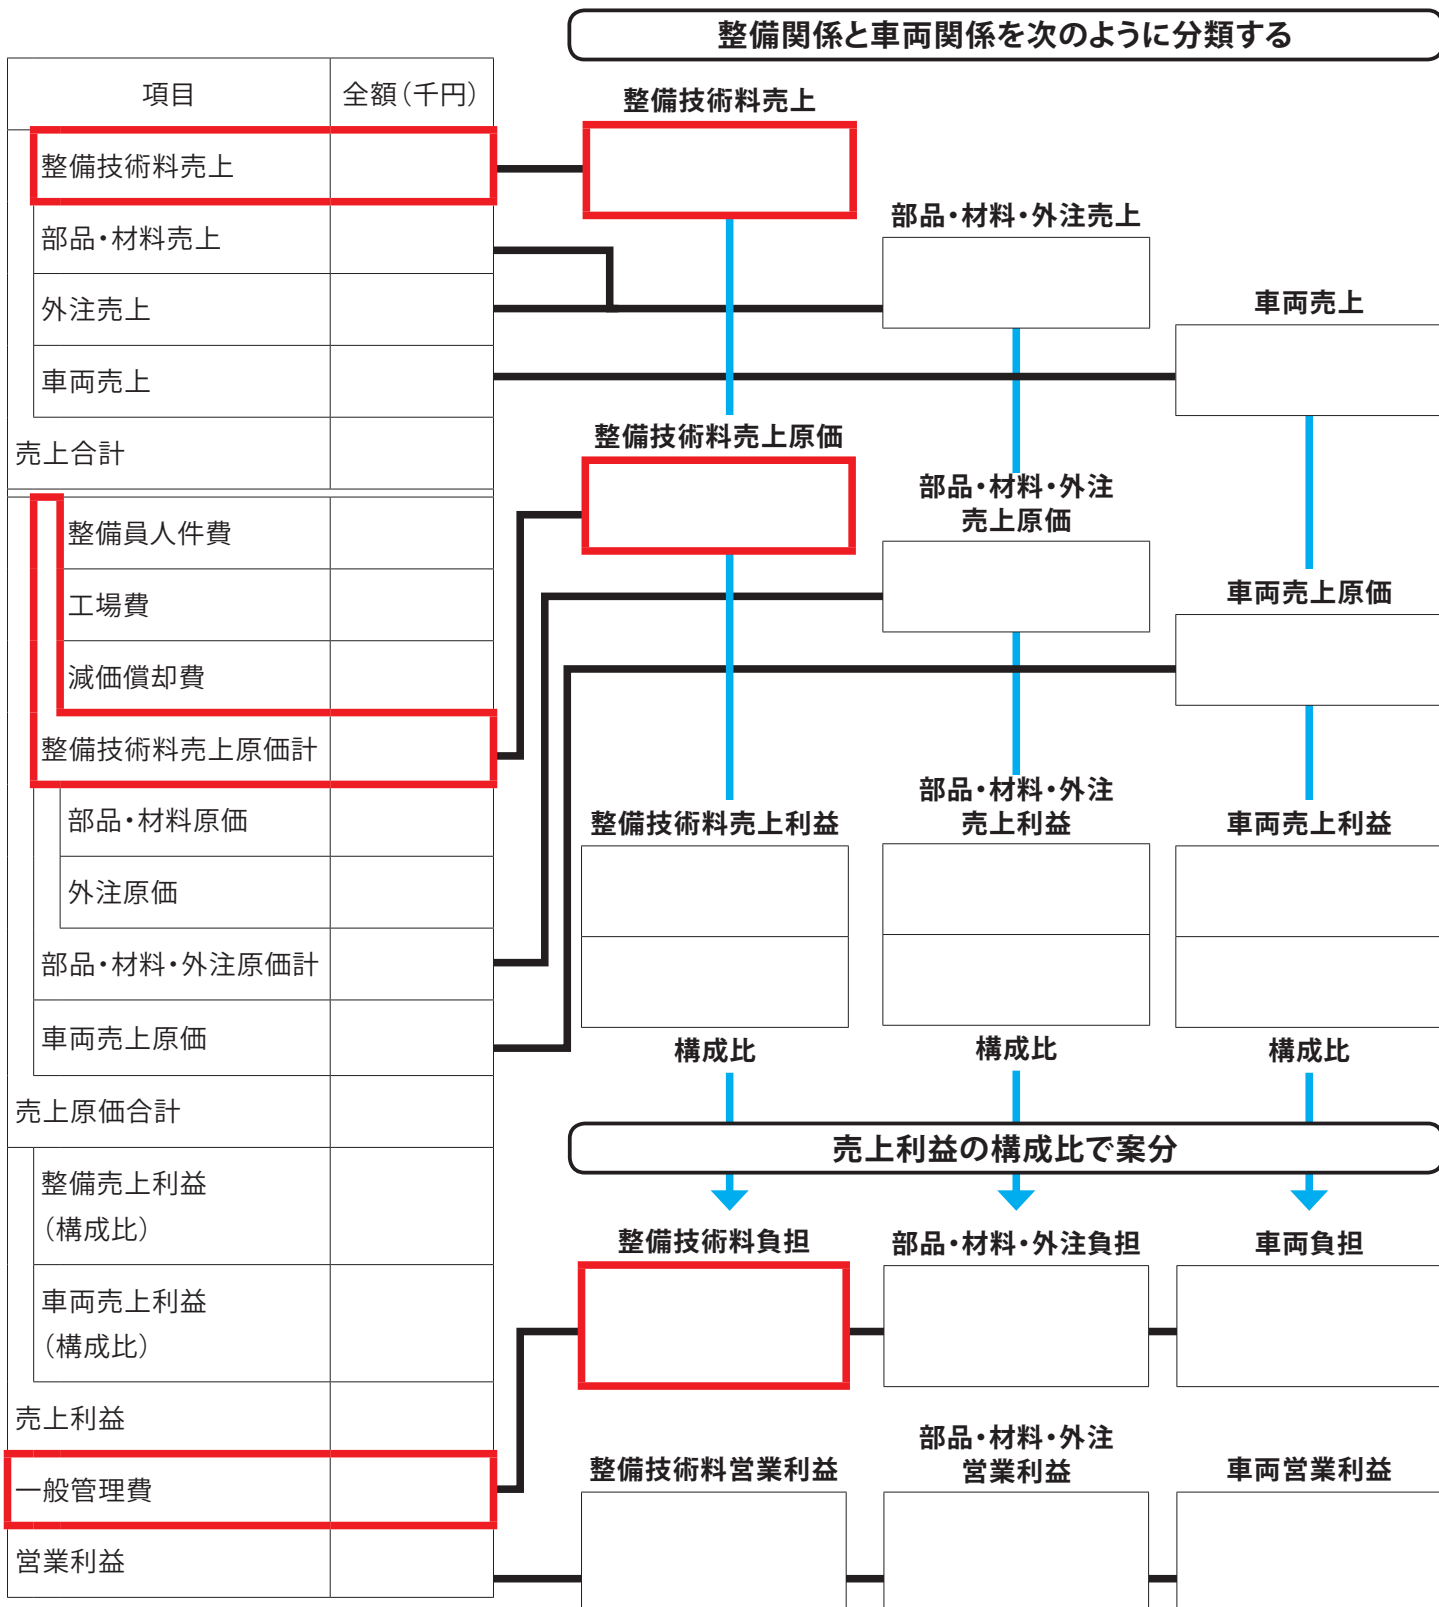 整備関係と車両関係を次のように分類する
項目
全額（千円）
整備技術料売上
部品・材料売上
外注売上
車両売上
売上合計
整備員人件費
工場費
減価償却費
整備技術料売上原価計
部品・材料原価
外注原価
部品・材料・外注原価計
車両売上原価
売上原価合計
整備売上利益
（構成比）
車両売上利益
（構成比）
売上利益
一般管理費
営業利益
整備技術料売上
部品・材料・外注売上
車両売上
整備技術料売上原価
部品・材料・外注
売上原価
車両売上原価
整備技術料売上利益
部品・材料・外注
売上利益
車両売上利益
構成比
構成比
構成比
売上利益の構成比で案分
整備技術料負担
部品・材料・外注負担
車両負担
整備技術料営業利益
部品・材料・外注
営業利益
車両営業利益